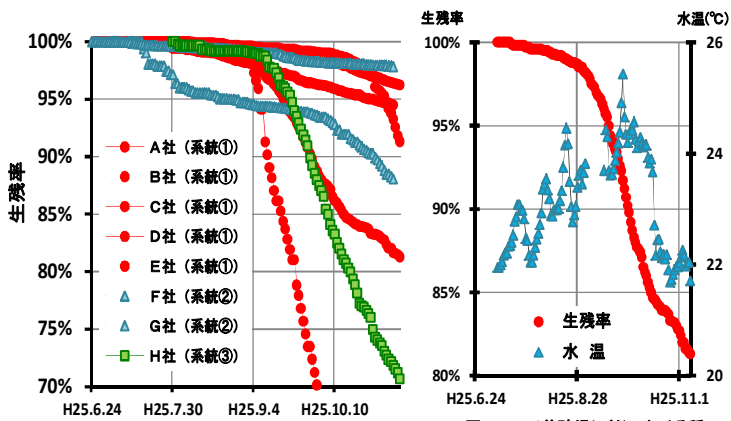 100%
95%
90%
85%
80%
75%
70%
生残率
A社（系統①）
B社（系統①）
C社（系統①）
D社（系統①）
E社（系統①）
F社（系統②）
G社（系統②）
H社（系統③）
H25.6.24 H25.7.30 H25.9.4 H25.10.10
生残率 水温(℃)
100%
95%
90%
85%
80%
26
24
22
20
生残率
水　温
H25.6.24 H25.8.28 H25.11.1